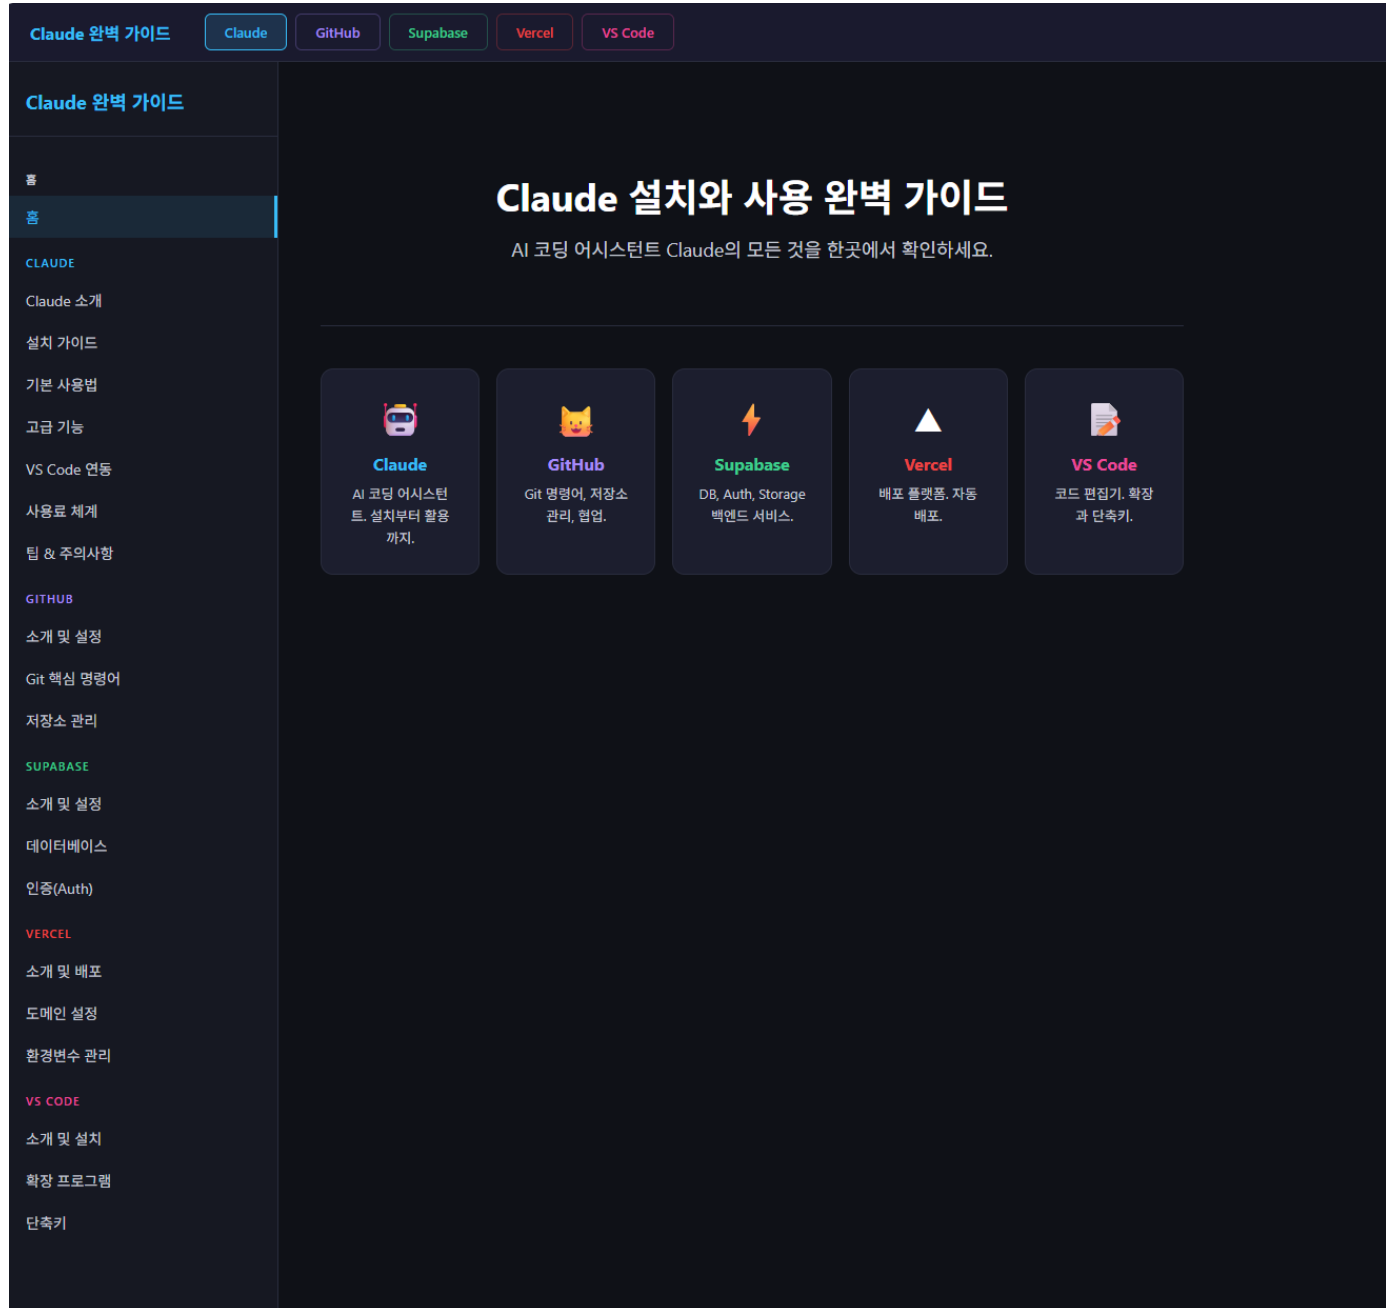 Claude 완벽 가이드
Claude
GitHub
Supabase
Vercel
VS Code
Claude 완벽 가이드
홈
홈
CLAUDE
Claude 소개
설치 가이드
기본 사용법
고급 기능
VS Code 연동
사용료 체계
팁 & 주의사항
GITHUB
소개 및 설정
Git 핵심 명령어
저장소 관리
SUPABASE
소개 및 설정
데이터베이스
인증(Auth)
VERCEL
소개 및 배포
도메인 설정
환경변수 관리
VS CODE
소개 및 설치
확장 프로그램
단축키
Claude 설치와 사용 완벽 가이드
AI 코딩 어시스턴트 Claude의 모든 것을 한곳에서 확인하세요.
Claude
AI 코딩 어시스턴
트. 설치부터 활용
까지.
GitHub
Git 명령어, 저장소
관리, 협업.
Supabase
DB, Auth, Storage
백엔드 서비스.
Vercel
배포 플랫폼. 자동
배포.
VS Code
코드 편집기. 확장
과 단축키.